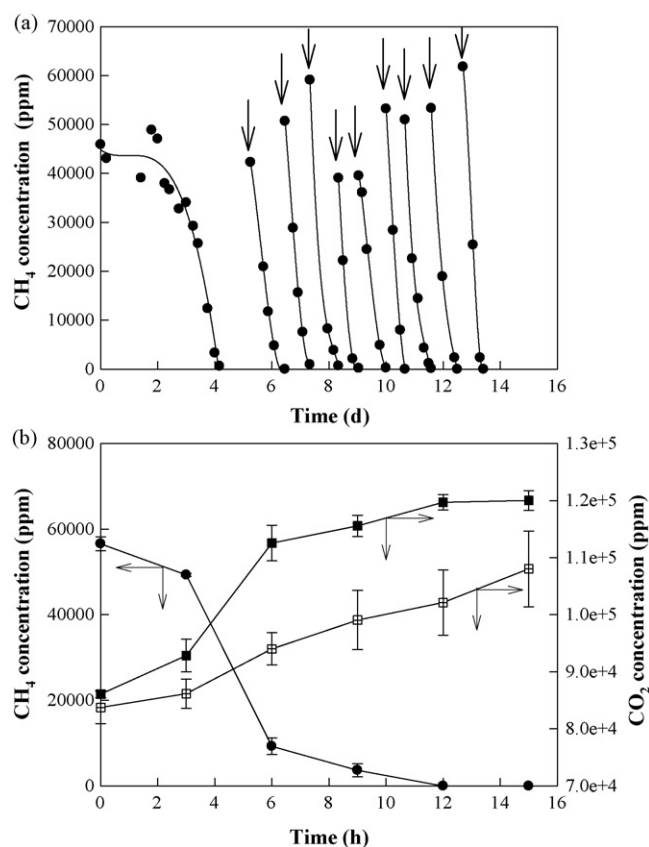 (a)
CH4 concentration (ppm)
70000
60000
50000
40000
30000
20000
10000
0
0 2 4 6 8 10 12 14 16
Time (d)
(b)
CH4 concentration (ppm)
80000
60000
40000
20000
0
CO2 concentration (ppm)
1.3e+5
1.2e+5
1.1e+5
1.0e+5
9.0e+4
8.0e+4
7.0e+4
0 2 4 6 8 10 12 14 16
Time (h)